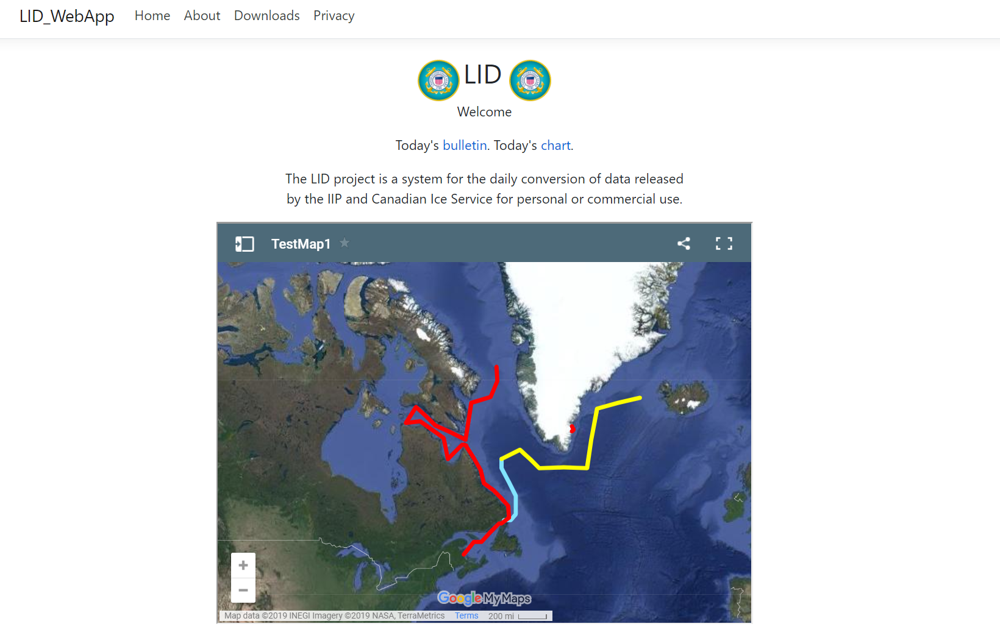 LID_WebApp Home About Downloads Privacy
LID
Welcome
Today's bulletin. Today's chart.
The LID project is a system for the daily conversion of data released
by the IIP and Canadian Ice Service for personal or commercial use.
TestMap1
+
−
Google My Maps
Map data ©2019 INEGI Imagery ©2019 NASA, TerraMetrics Terms 200 mi